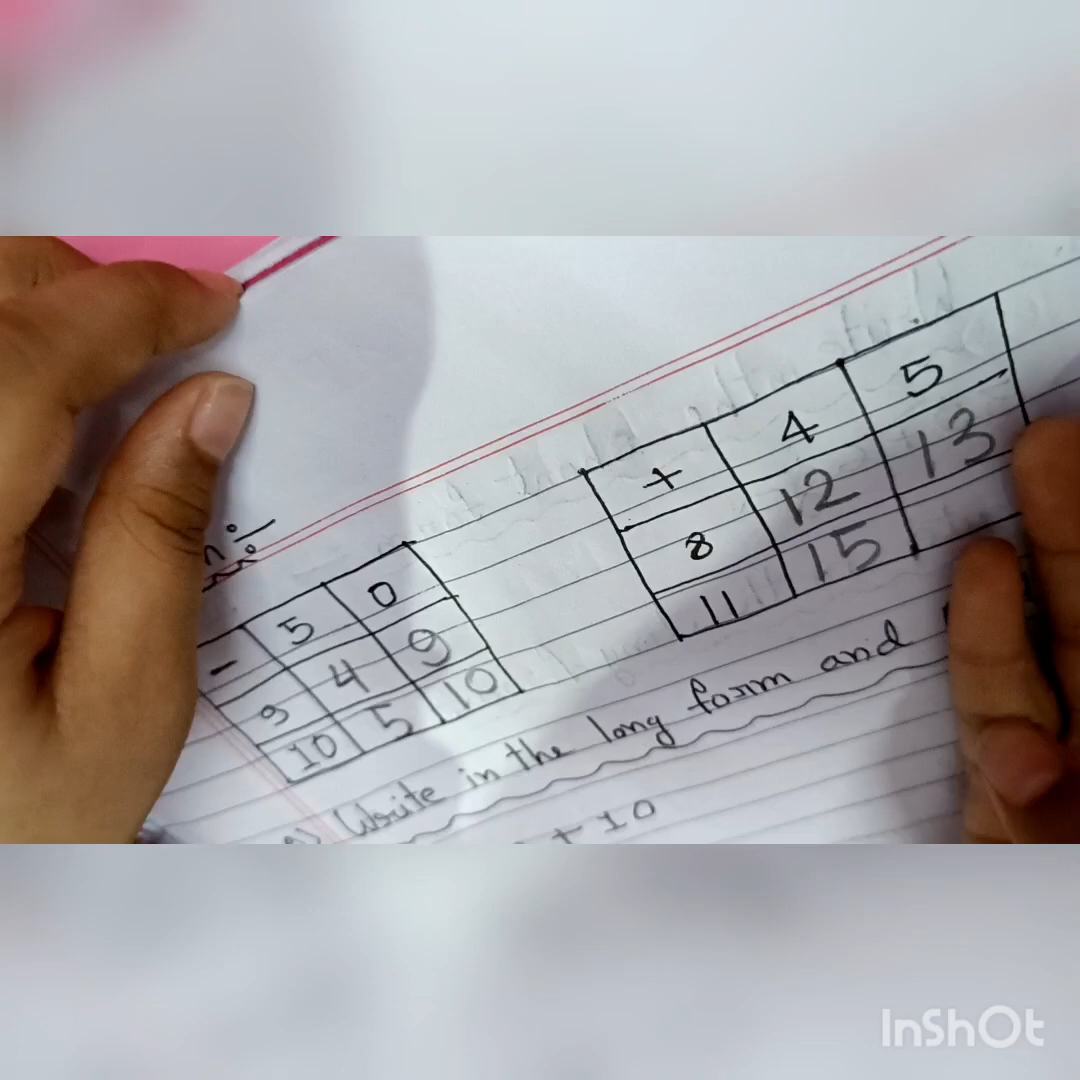 + 4 5
8 12 13
11 15
- 5 0
9 4 9
10 5 10
Write in the long form and
+ 10
InShOt